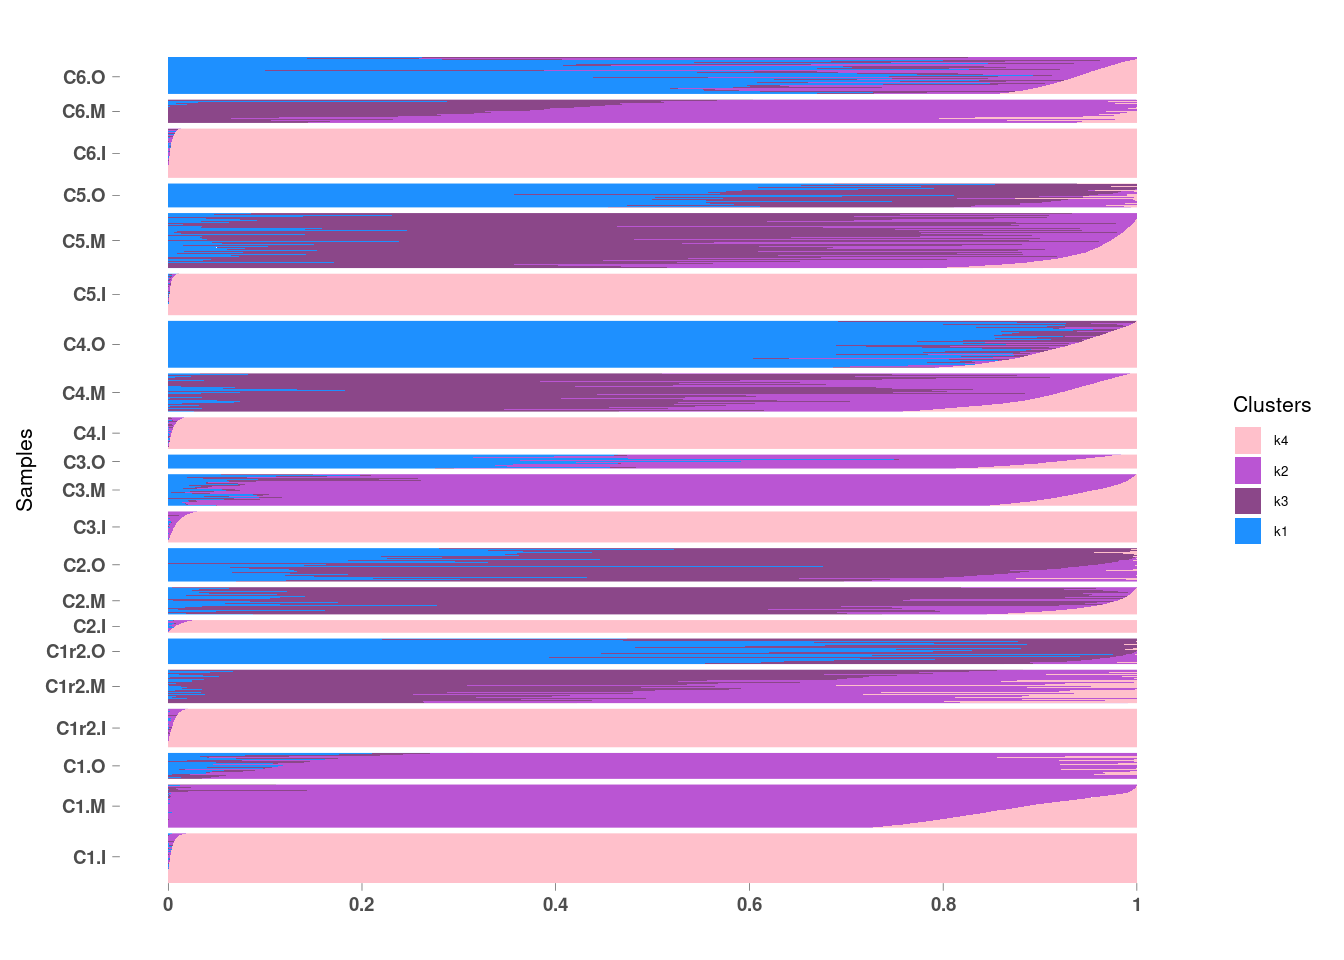 C6.O
C6.M
C6.I
C5.O
C5.M
C5.I
C4.O
C4.M
C4.I
C3.O
C3.M
C3.I
C2.O
C2.M
C2.I
C1r2.O
C1r2.M
C1r2.I
C1.O
C1.M
C1.I
Samples
0 0.2 0.4 0.6 0.8 1
Clusters
k4
k2
k3
k1